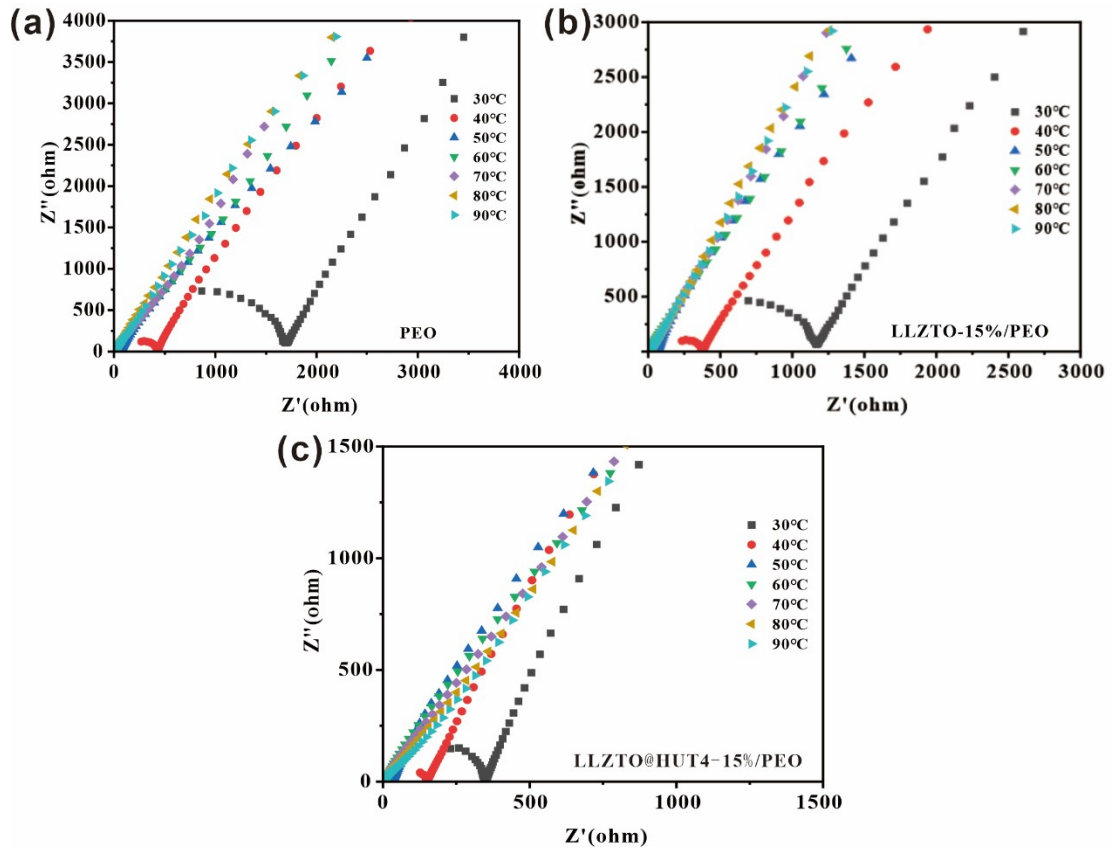 (a)
4000
3500
3000
2500
2000
1500
1000
500
0
Z''(ohm)
30°C
40°C
50°C
60°C
70°C
80°C
90°C
PEO
0 1000 2000 3000 4000
Z'(ohm)
(b)
3000
2500
2000
1500
1000
500
0
Z''(ohm)
30°C
40°C
50°C
60°C
70°C
80°C
90°C
LLZTO-15%/PEO
0 500 1000 1500 2000 2500 3000
Z'(ohm)
(c)
1500
1000
500
0
Z''(ohm)
30°C
40°C
50°C
60°C
70°C
80°C
90°C
LLZTO@HUT4-15%/PEO
0 500 1000 1500
Z'(ohm)